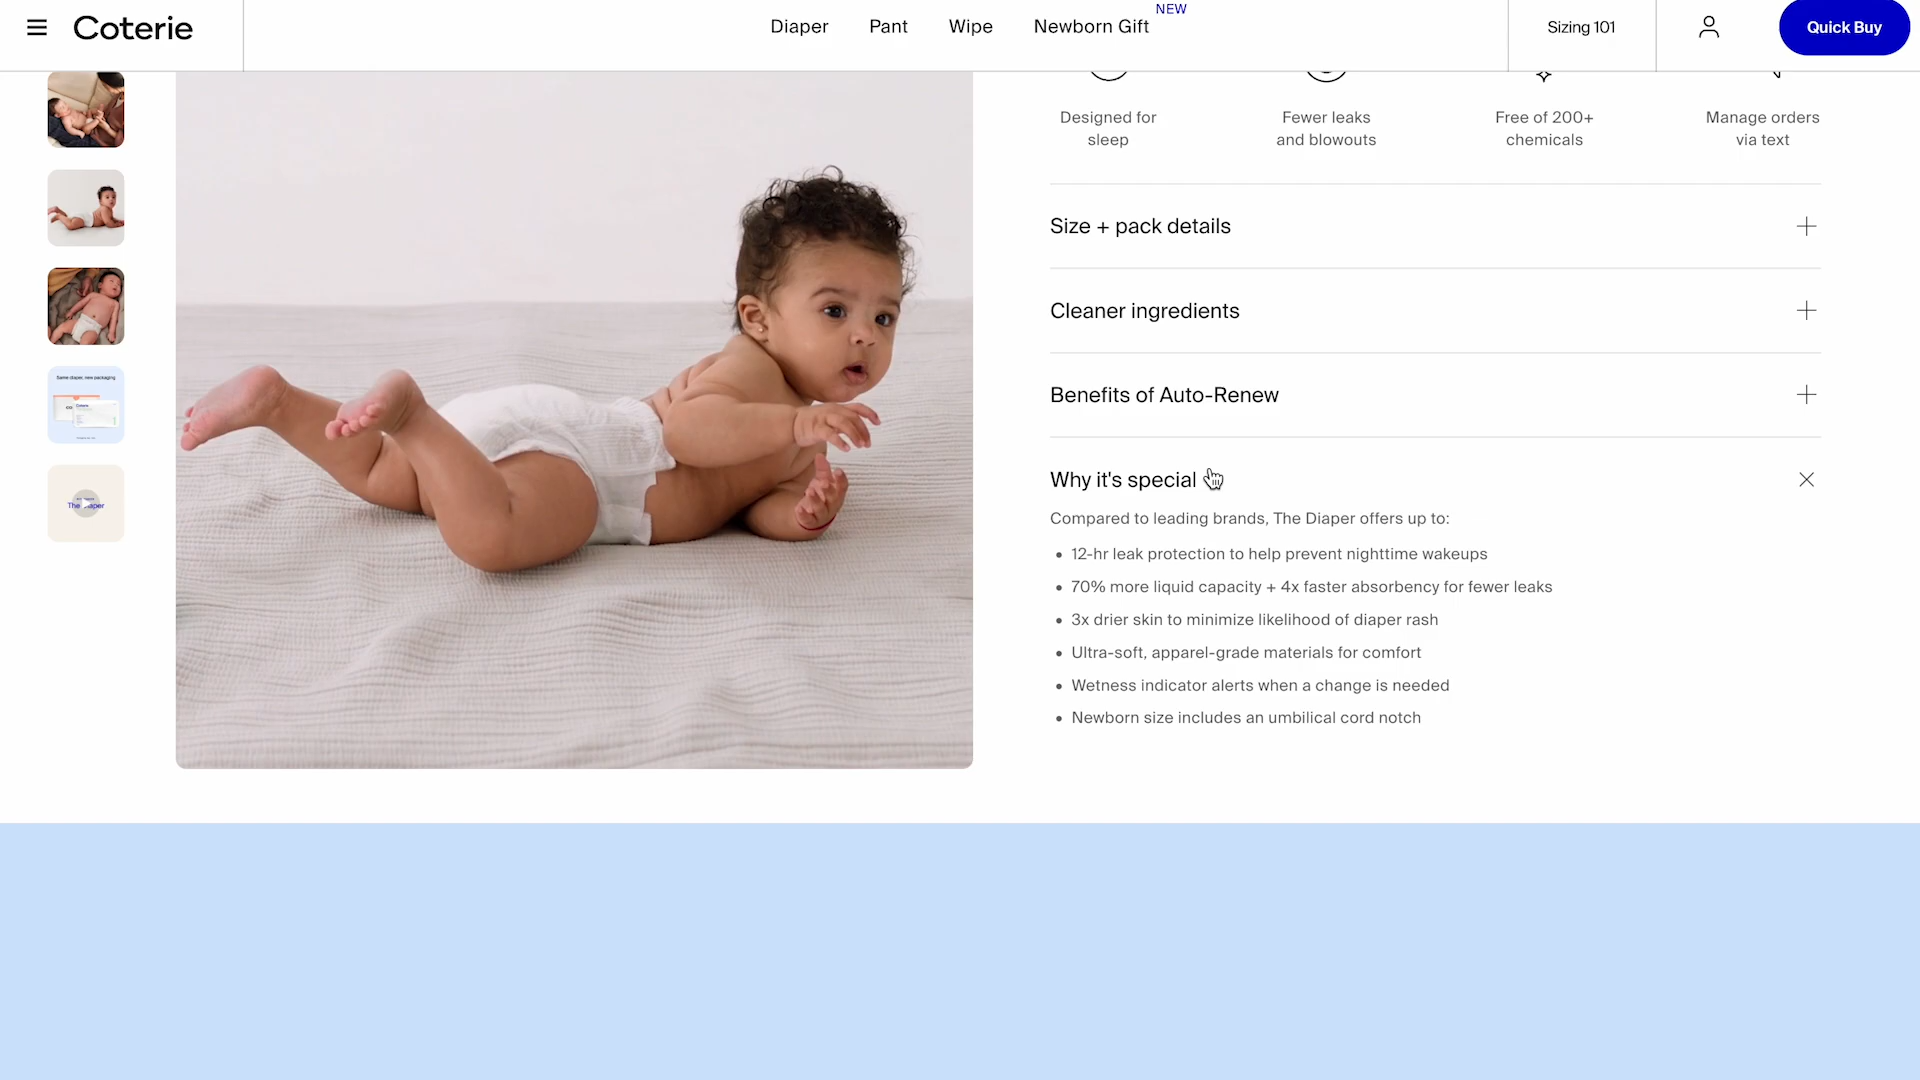 Coterie
Diaper
Pant
Wipe
Newborn Gift
NEW
Sizing 101
Quick Buy
Designed for
sleep
Fewer leaks
and blowouts
Free of 200+
chemicals
Manage orders
via text
Size + pack details
Cleaner ingredients
Benefits of Auto-Renew
Why it's special
Compared to leading brands, The Diaper offers up to:
• 12-hr leak protection to help prevent nighttime wakeups
• 70% more liquid capacity + 4x faster absorbency for fewer leaks
• 3x drier skin to minimize likelihood of diaper rash
• Ultra-soft, apparel-grade materials for comfort
• Wetness indicator alerts when a change is needed
• Newborn size includes an umbilical cord notch
Same diaper, new packaging